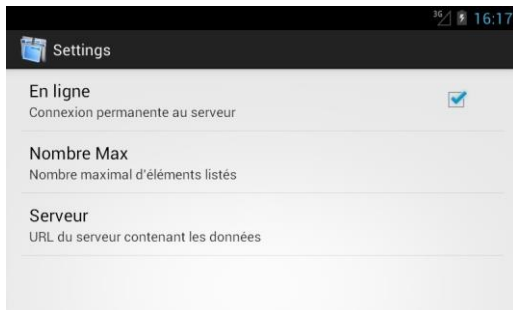 3G 16:17
Settings
En ligne
Connexion permanente au serveur
Nombre Max
Nombre maximal d'éléments listés
Serveur
URL du serveur contenant les données